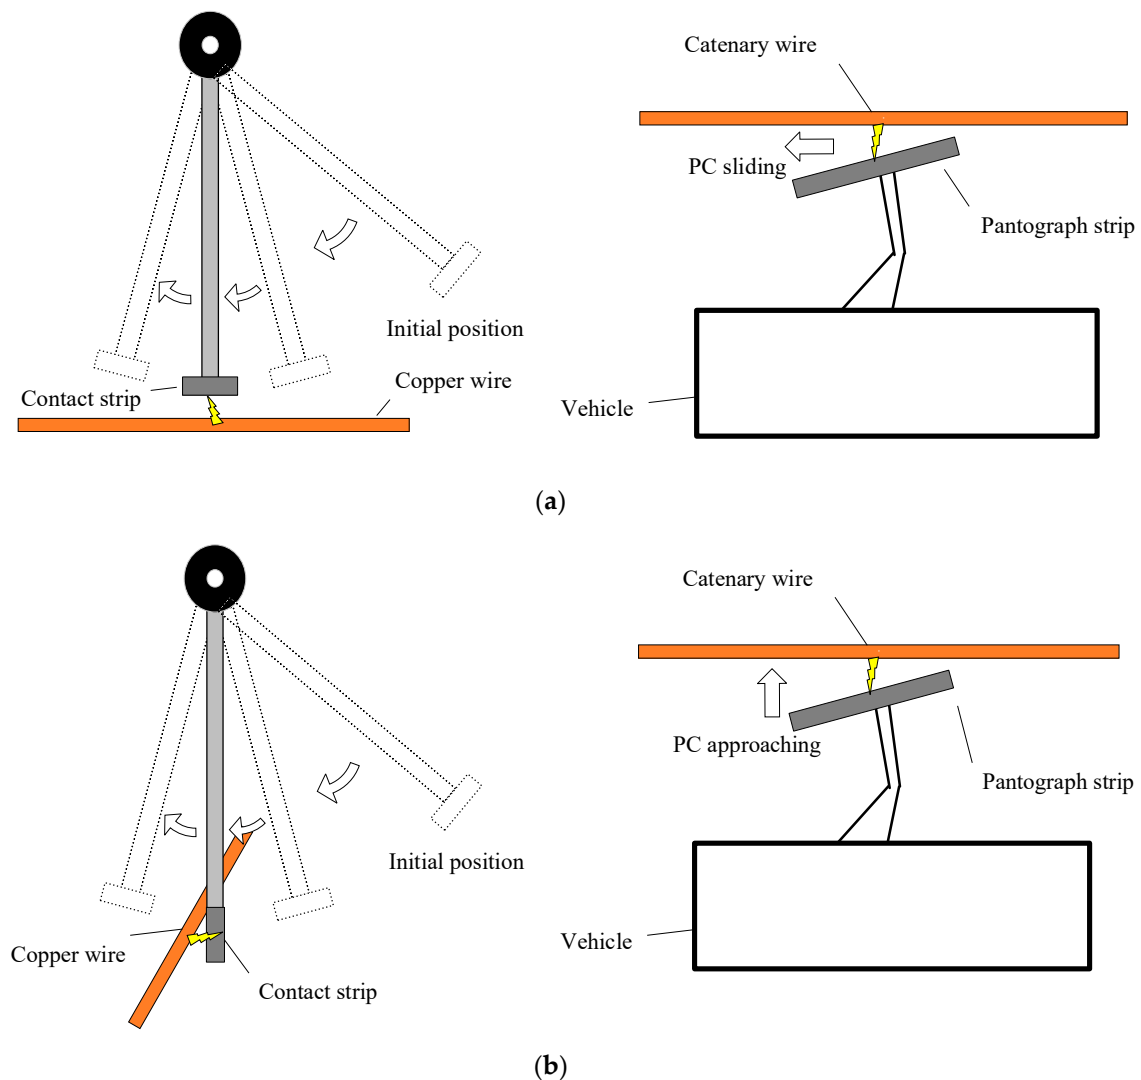 Catenary wire
PC sliding
Pantograph strip
Initial position
Copper wire
Contact strip
Vehicle
(a)
Catenary wire
PC approaching
Pantograph strip
Initial position
Copper wire
Vehicle
Contact strip
(b)